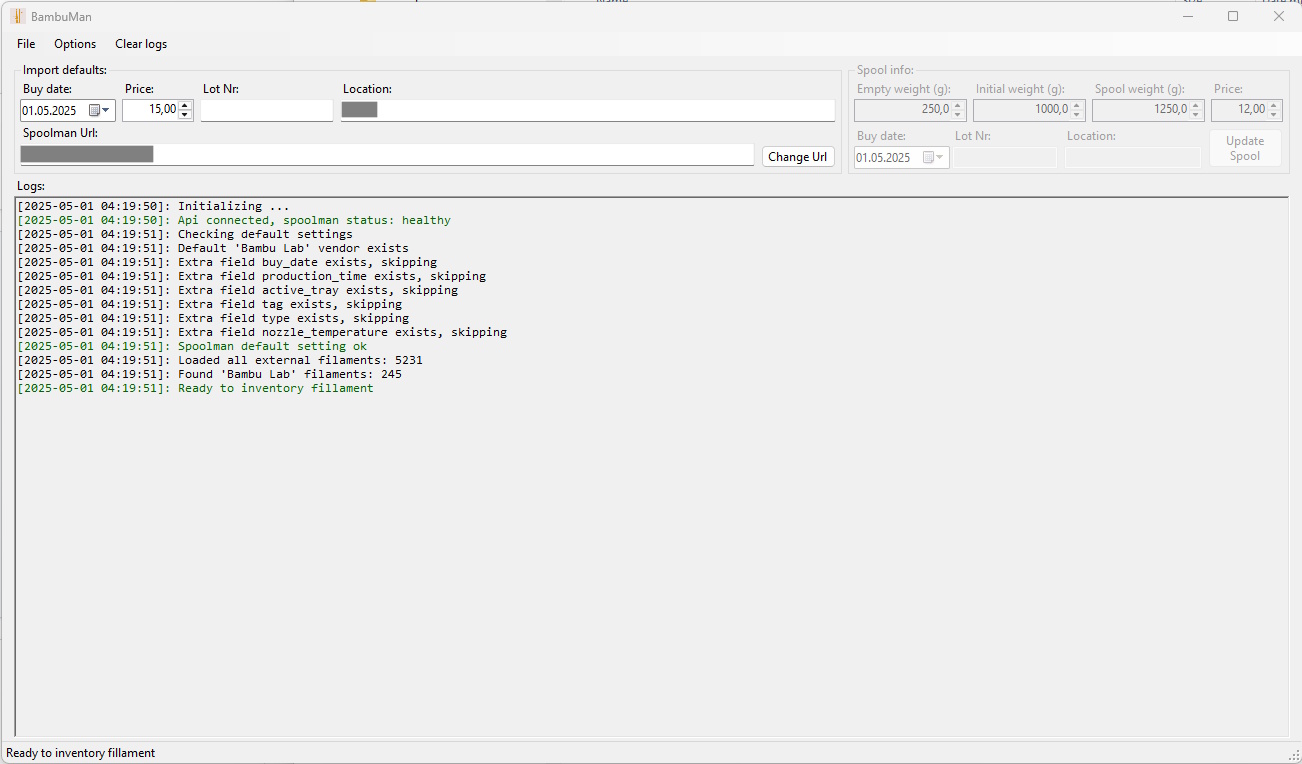 BambuMan
File Options Clear logs
Import defaults:
Buy date: Price: Lot Nr: Location:
01.05.2025 15,00
Spoolman Url:
Change Url
Spool info:
Empty weight (g): Initial weight (g): Spool weight (g): Price:
250,0 1000,0 1250,0 12,00
Buy date: Lot Nr: Location:
01.05.2025
Update
Spool
Logs:
[2025-05-01 04:19:50]: Initializing ...
[2025-05-01 04:19:50]: Api connected, spoolman status: healthy
[2025-05-01 04:19:51]: Checking default settings
[2025-05-01 04:19:51]: Default 'Bambu Lab' vendor exists
[2025-05-01 04:19:51]: Extra field buy_date exists, skipping
[2025-05-01 04:19:51]: Extra field production_time exists, skipping
[2025-05-01 04:19:51]: Extra field active_tray exists, skipping
[2025-05-01 04:19:51]: Extra field tag exists, skipping
[2025-05-01 04:19:51]: Extra field type exists, skipping
[2025-05-01 04:19:51]: Extra field nozzle_temperature exists, skipping
[2025-05-01 04:19:51]: Spoolman default setting ok
[2025-05-01 04:19:51]: Loaded all external filaments: 5231
[2025-05-01 04:19:51]: Found 'Bambu Lab' filaments: 245
[2025-05-01 04:19:51]: Ready to inventory fillament
Ready to inventory fillament